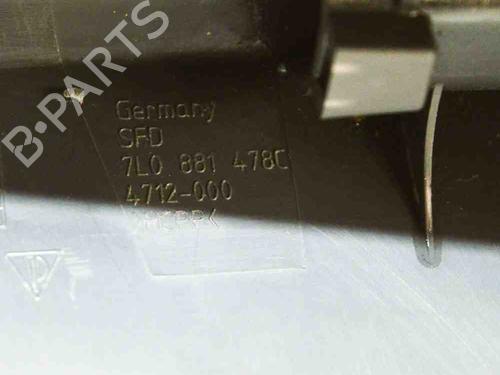 B-PARTS
Germany
SFD
7L0 881 478C
4712-000